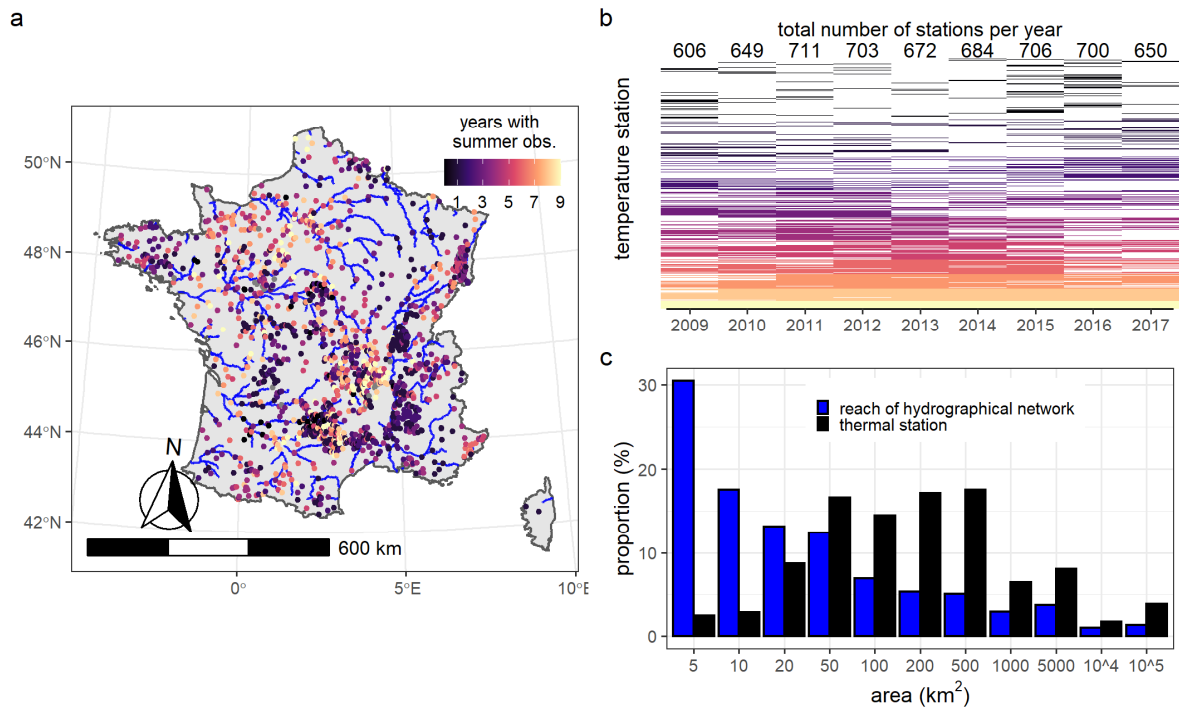 a
years with
summer obs.
1 3 5 7 9
50°N
48°N
46°N
44°N
42°N
N
600 km
0°
5°E
10°E
b
total number of stations per year
606 649 711 703 672 684 706 700 650
temperature station
2009 2010 2011 2012 2013 2014 2015 2016 2017
c
30
20
10
0
proportion (%)
reach of hydrographical network
thermal station
5 10 20 50 100 200 500 1000 5000 10^4 10^5
area (km²)